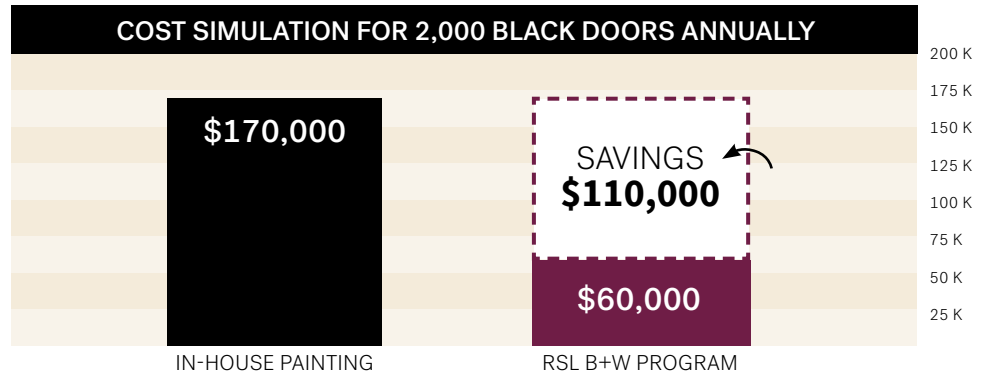 COST SIMULATION FOR 2,000 BLACK DOORS ANNUALLY
200 K
175 K
150 K
125 K
100 K
75 K
50 K
25 K
$170,000
SAVINGS
$110,000
$60,000
IN-HOUSE PAINTING
RSL B+W PROGRAM